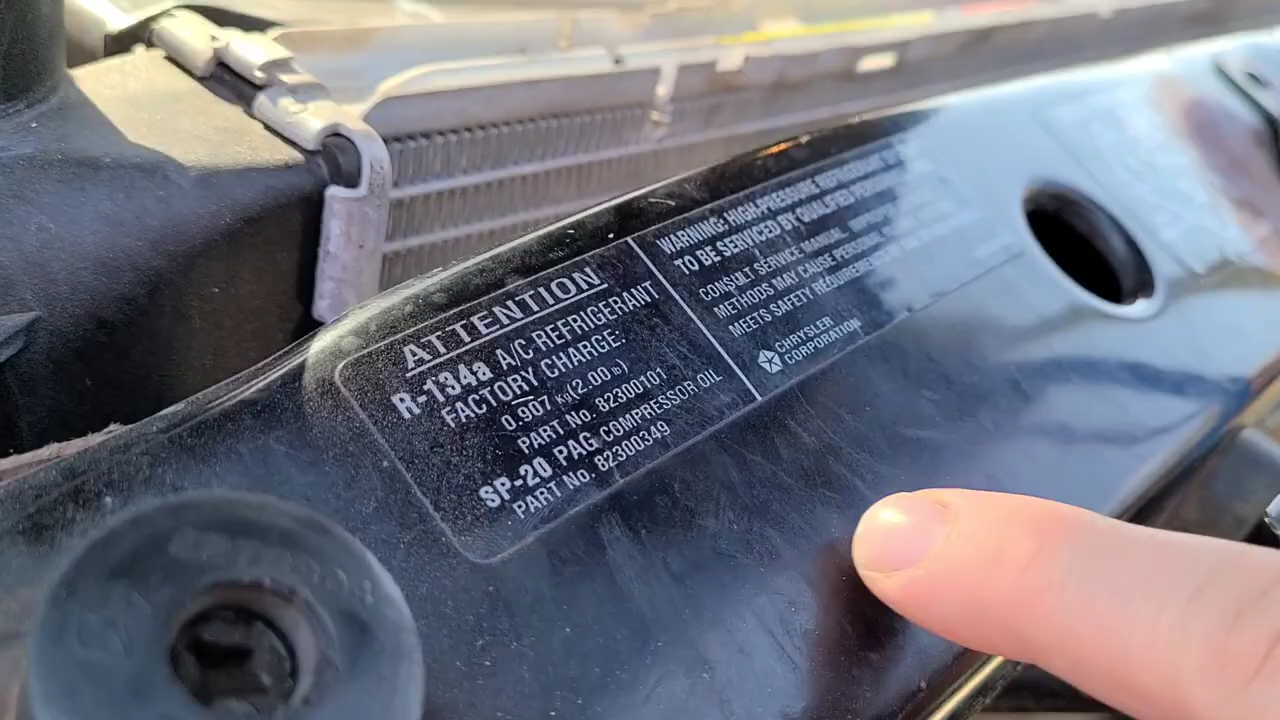 ATTENTION
R-134a A/C REFRIGERANT
FACTORY CHARGE:
0.907 Kg (2.00 lb)
PART No. 82300101
SP-20 PAG COMPRESSOR OIL
PART No. 82300349
WARNING: HIGH-PRESSURE REFRIGERANT
TO BE SERVICED BY QUALIFIED
CONSULT SERVICE MANUAL.
METHODS MAY CAUSE PERSONAL
MEETS SAFETY REQUIREMENTS
CHRYSLER
CORPORATION